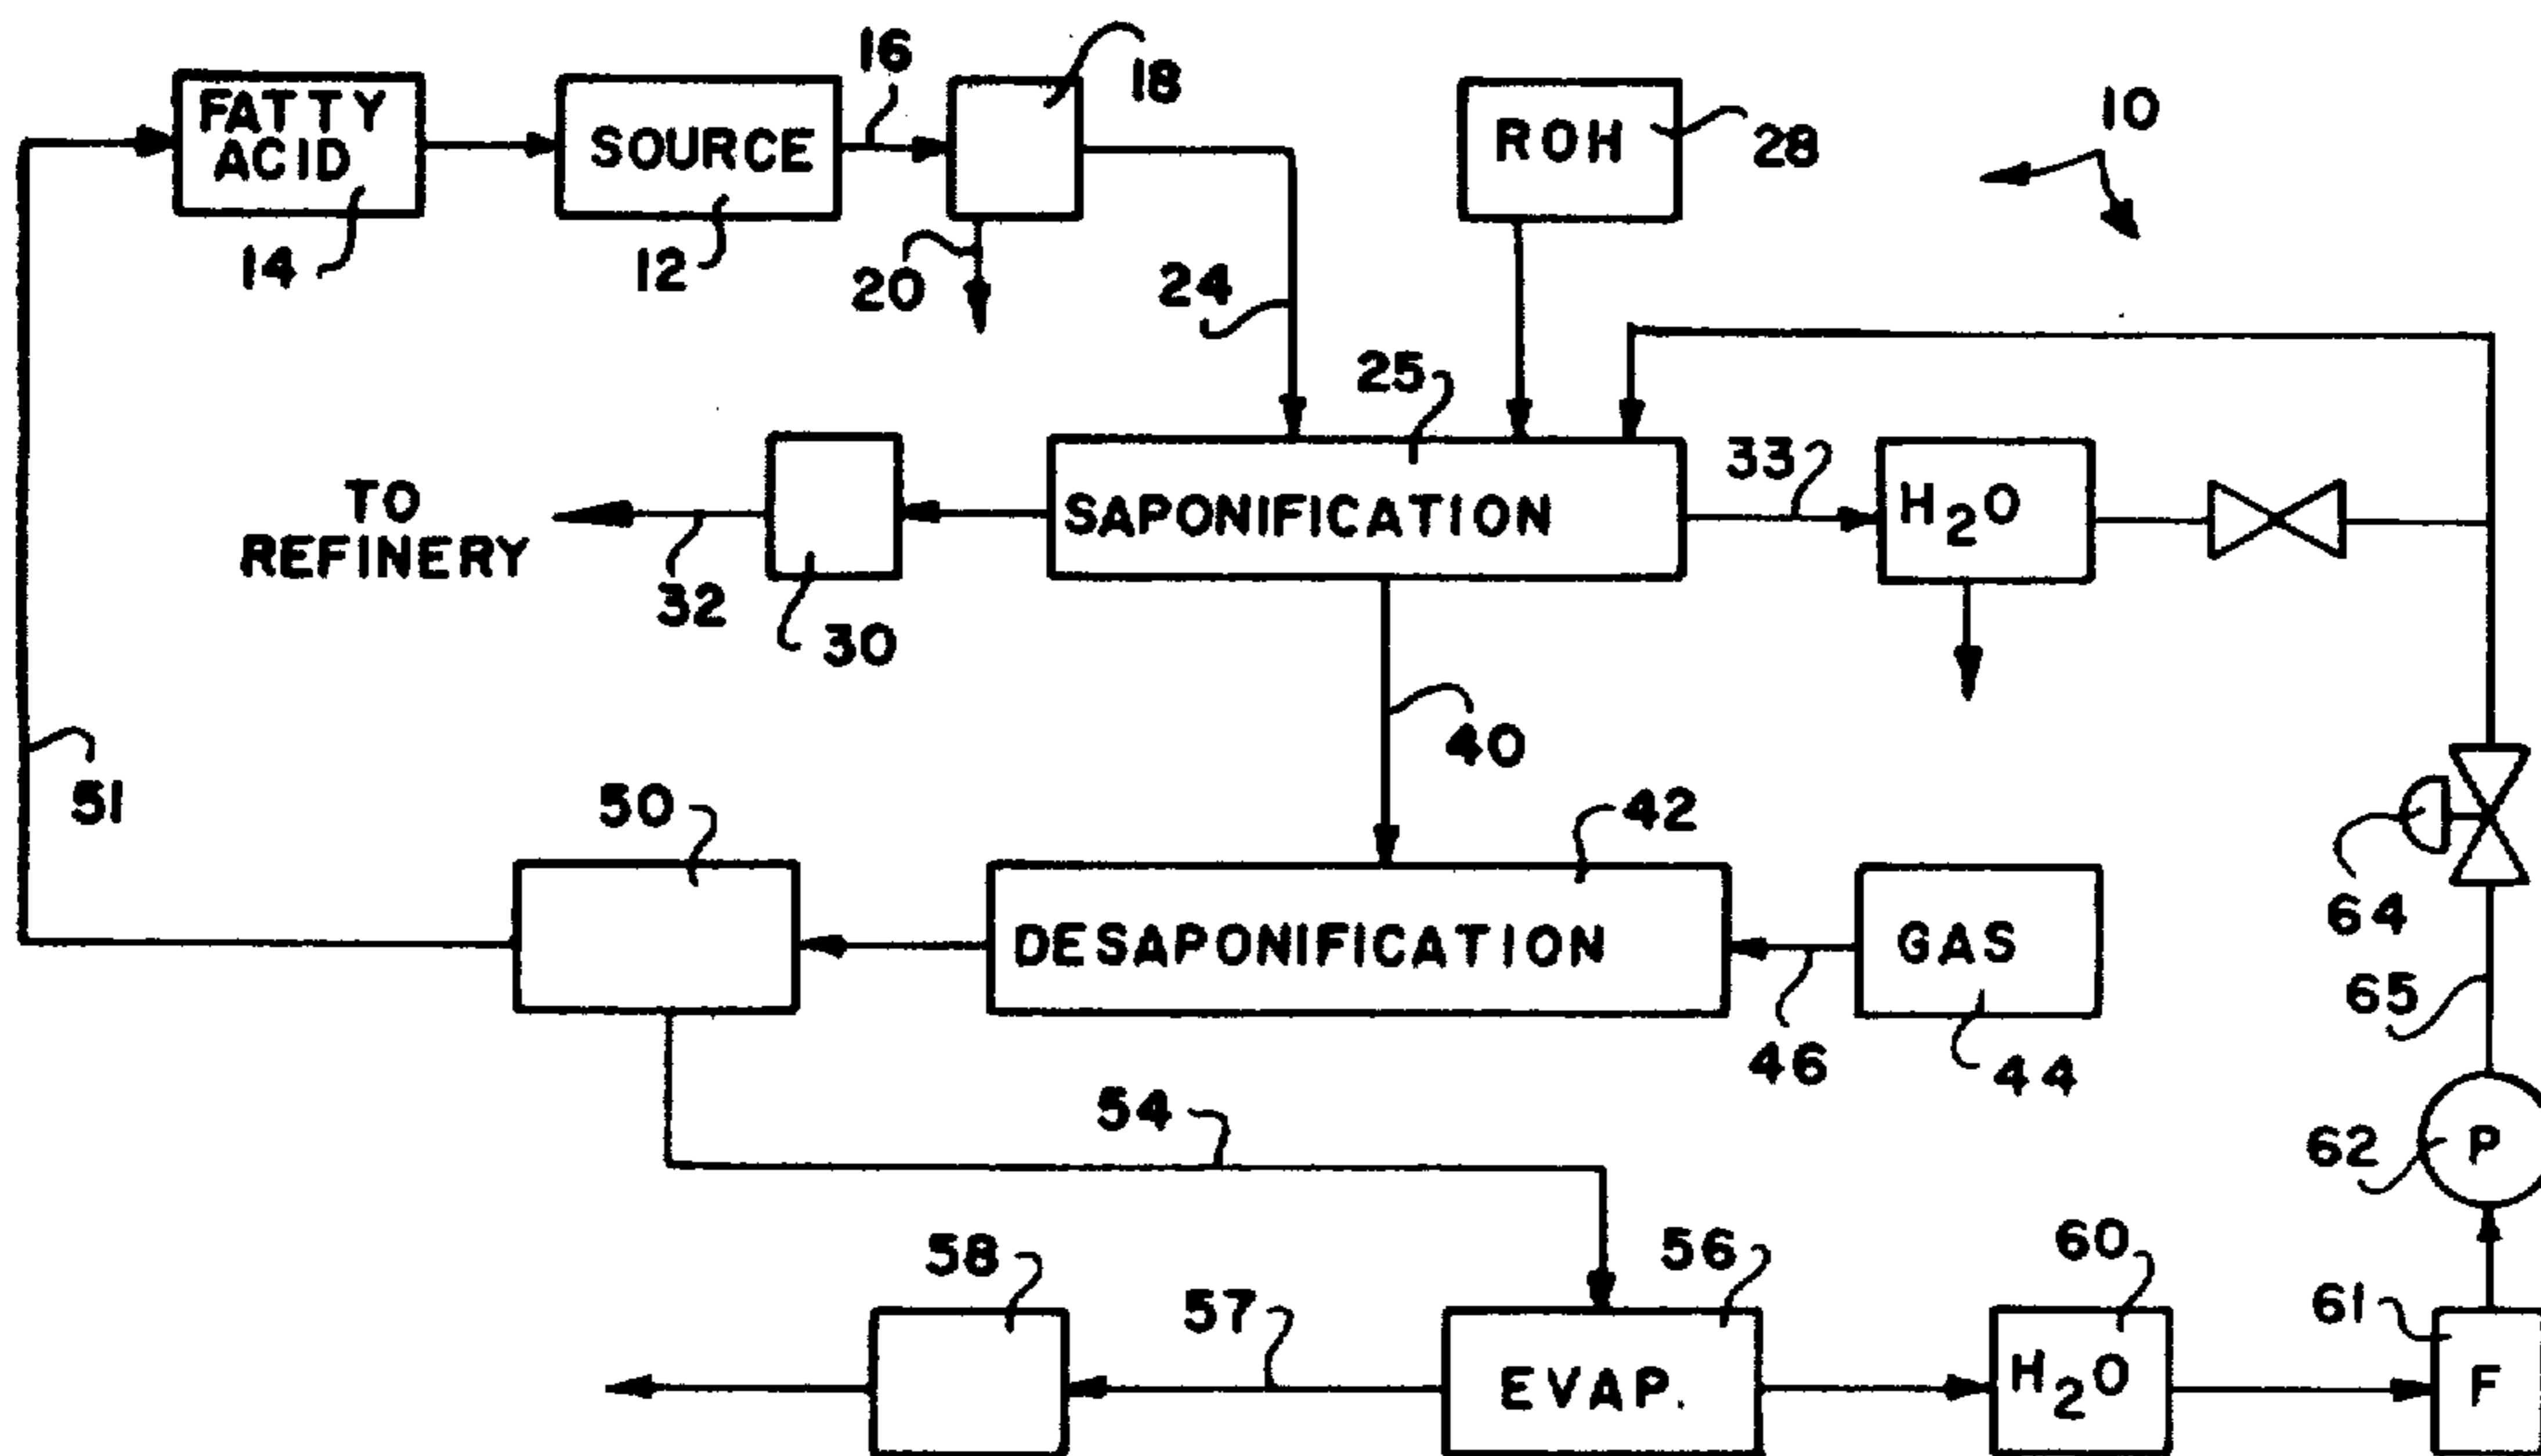 16
18
10
FATTY
ACID
SOURCE
ROH
28
14
12
20
24
25
33
TO
REFINERY
SAPONIFICATION
H2O
32
30
40
51
50
42
64
DESAPONIFICATION
GAS
65
46
44
54
62
P
58
57
56
60
61
EVAP.
H2O
F